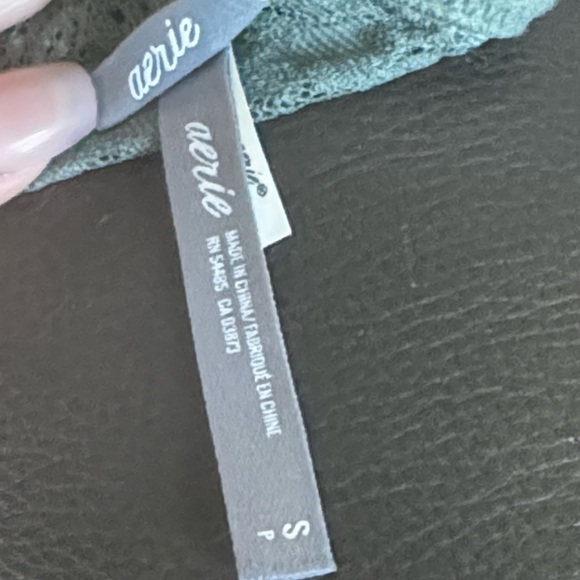 aerie
aerie
MADE IN CHINA/FABRIQUÉ EN CHINE
RN 54485 CA 03873
S
P